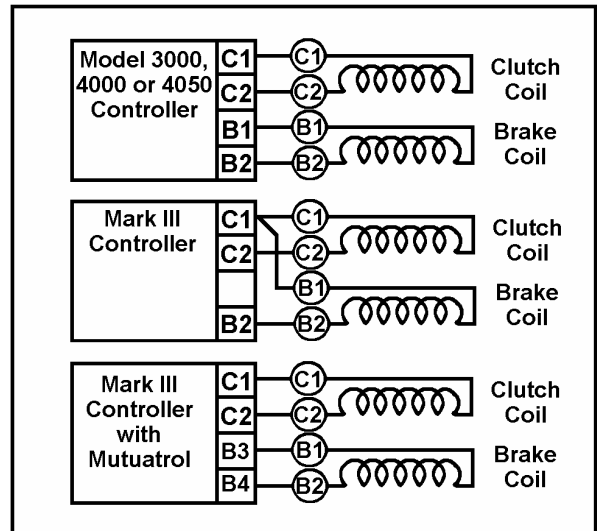 Model 3000,
4000 or 4050
Controller
C1
C2
B1
B2
C1
C2
B1
B2
Clutch
Coil
Brake
Coil
Mark III
Controller
C1
C2
B2
C1
C2
B1
B2
Clutch
Coil
Brake
Coil
Mark III
Controller
with
Mutuatrol
C1
C2
B3
B4
C1
C2
B1
B2
Clutch
Coil
Brake
Coil